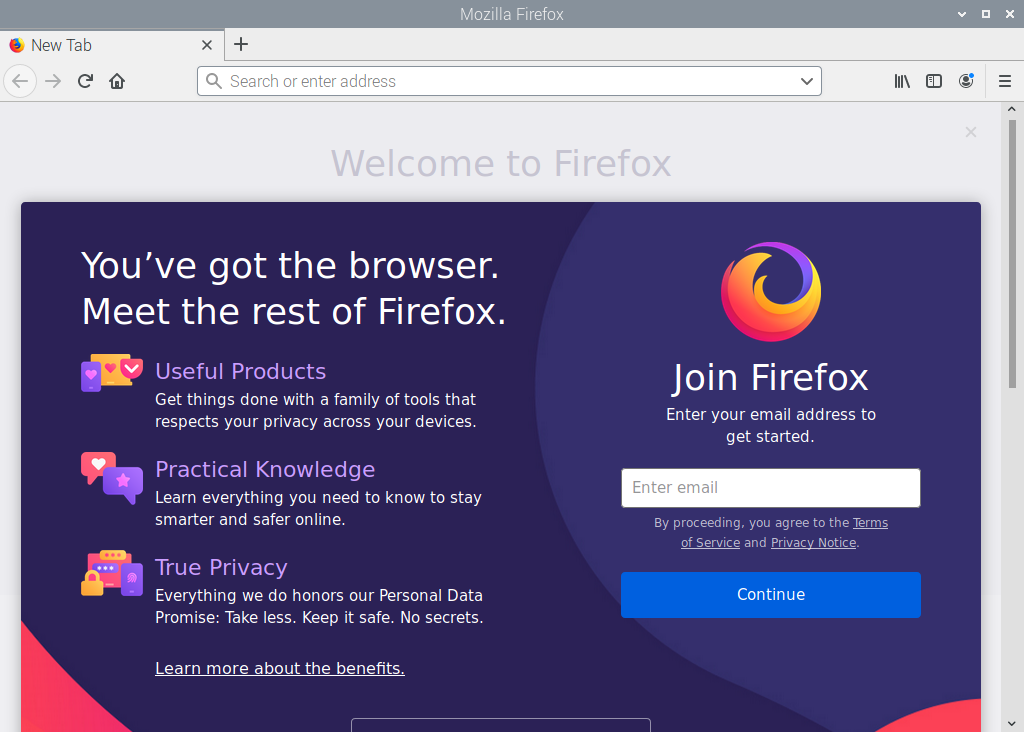 Mozilla Firefox
New Tab
Search or enter address
Welcome to Firefox
You’ve got the browser.
Meet the rest of Firefox.
Useful Products
Get things done with a family of tools that
respects your privacy across your devices.
Practical Knowledge
Learn everything you need to know to stay
smarter and safer online.
True Privacy
Everything we do honors our Personal Data
Promise: Take less. Keep it safe. No secrets.
Learn more about the benefits.
Join Firefox
Enter your email address to
get started.
Enter email
By proceeding, you agree to the Terms
of Service and Privacy Notice.
Continue